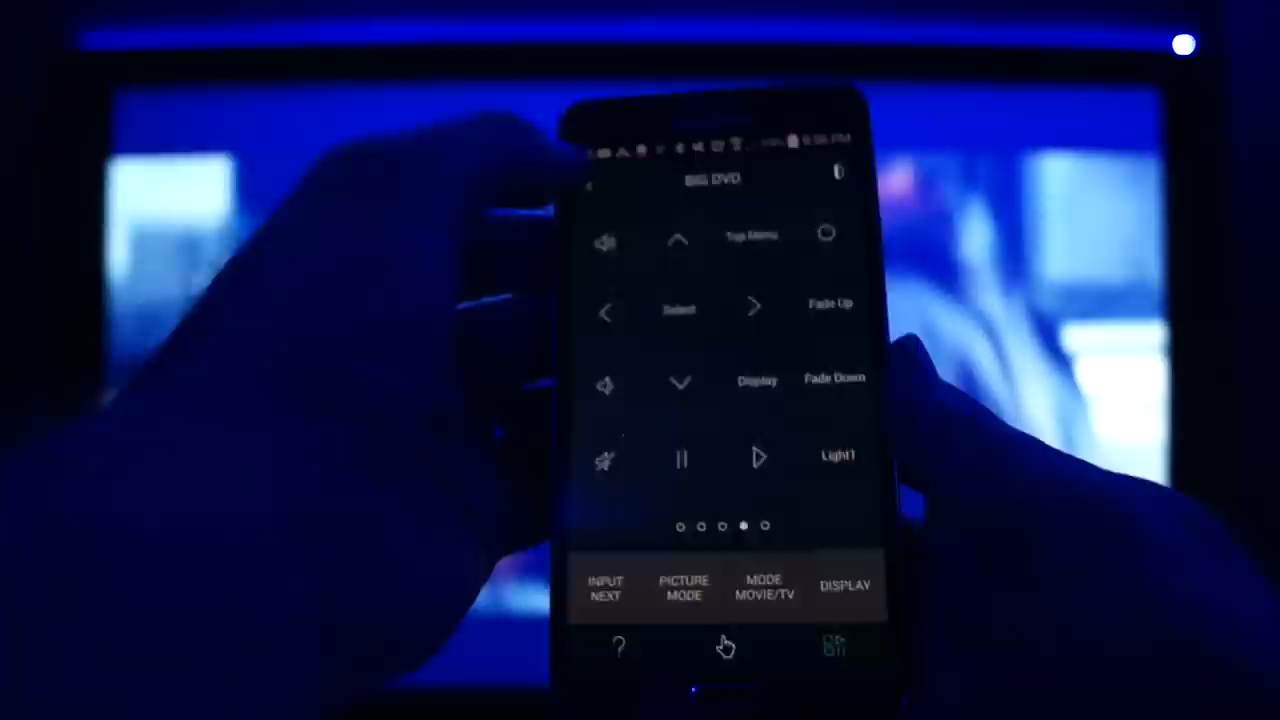 BIG DVD
Top Menu
Select
Fade Up
Display
Fade Down
Light1
INPUT
NEXT
PICTURE
MODE
MODE
MOVIE/TV
DISPLAY
?